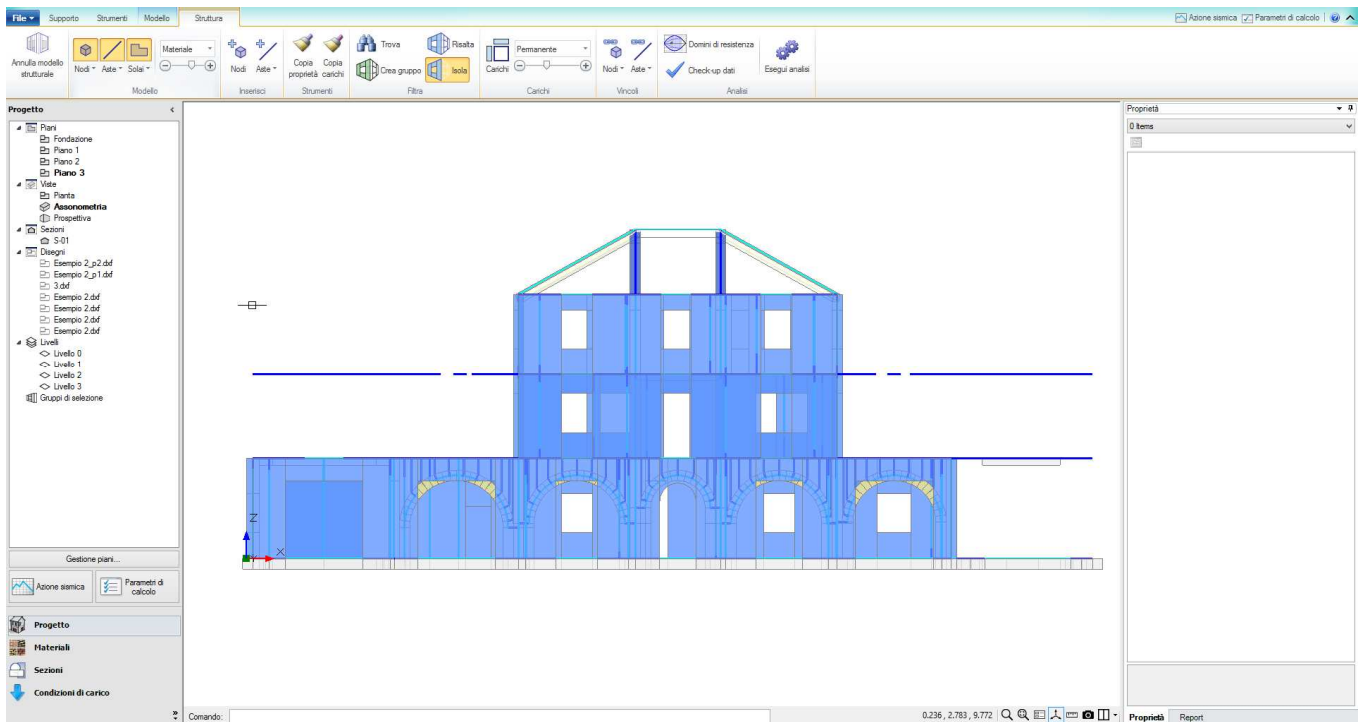 File Supporto Strumenti Modello Struttura
Azione sismica Parametri di calcolo
Annulla modello strutturale
Nodi Aste Solai
Materiale
Modello
Nodi Aste
Inserisci
Copia proprietà Copia carichi
Strumenti
Trova
Crea gruppo
Risalta
Isola
Filtra
Carichi
Permanente
Carichi
Nodi Aste
Vincoli
Domini di resistenza
Check-up dati
Esegui analisi
Analisi
Progetto
Piani
Fondazione
Piano 1
Piano 2
Piano 3
Viste
Pianta
Assonometria
Prospettiva
Sezioni
S-01
Disegni
Esempio 2_p2.dxf
Esempio 2_p1.dxf
3.dxf
Esempio 2.dxf
Esempio 2.dxf
Esempio 2.dxf
Esempio 2.dxf
Livelli
Livello 0
Livello 1
Livello 2
Livello 3
Gruppi di selezione
Gestione piani...
Azione sismica
Parametri di calcolo
Progetto
Materiali
Sezioni
Condizioni di carico
Z
X
Comando:
0.236 , 2.783 , 9.772
Proprietà
0 Items
Proprietà Report